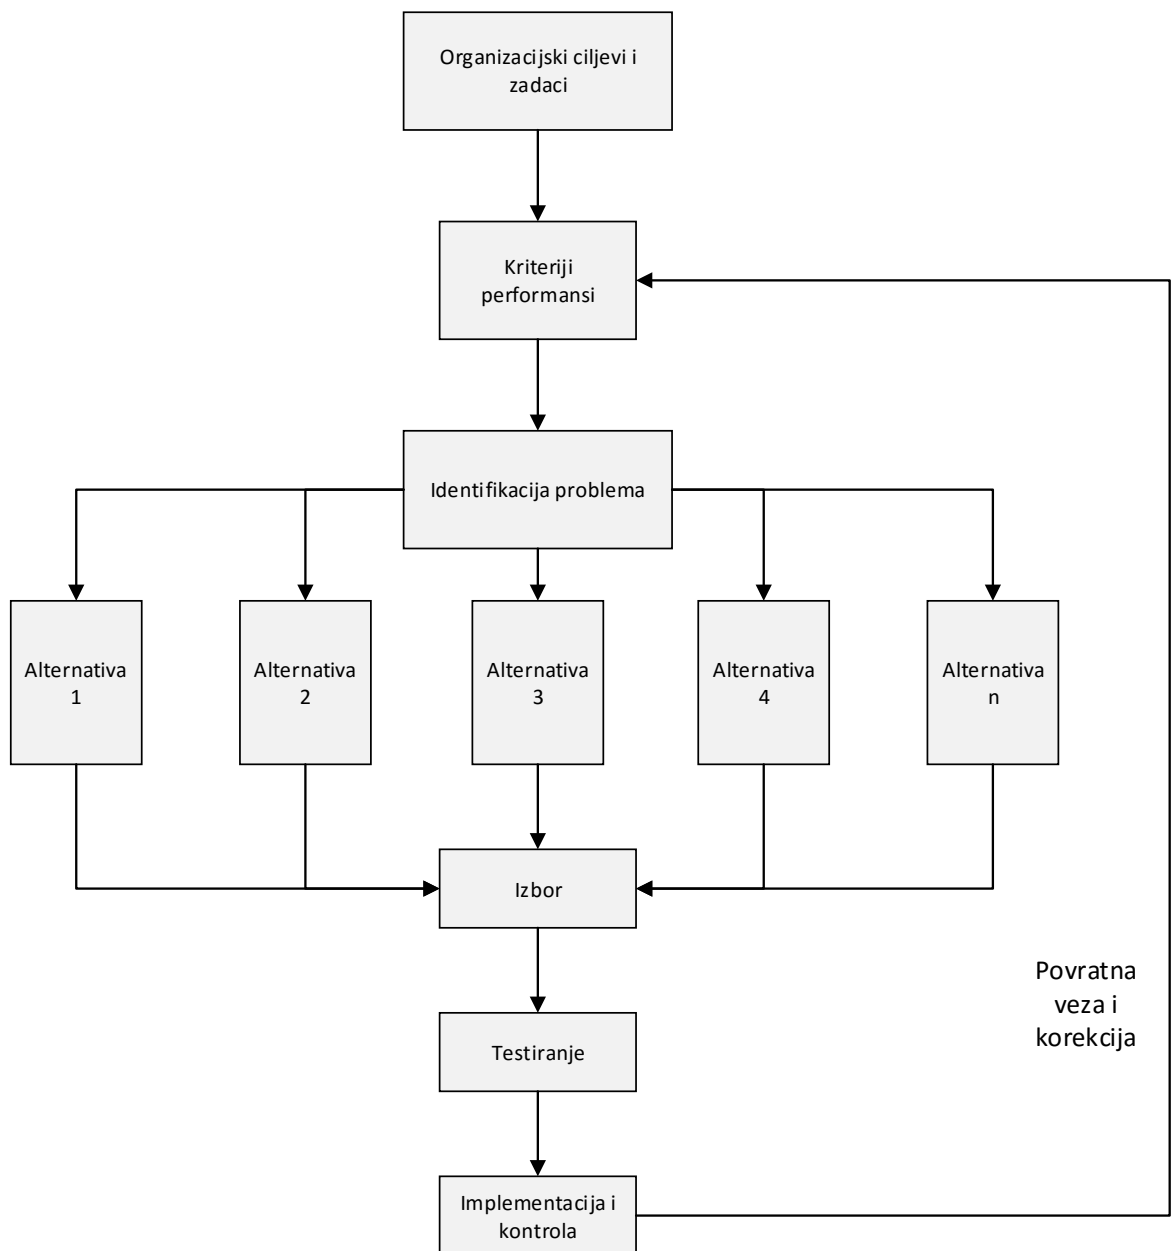 Organizacijski ciljevi i
zadaci
Kriteriji
performansi
Identifikacija problema
Alternativa
1
Alternativa
2
Alternativa
3
Alternativa
4
Alternativa
n
Izbor
Povratna
veza i
korekcija
Testiranje
Implementacija i
kontrola